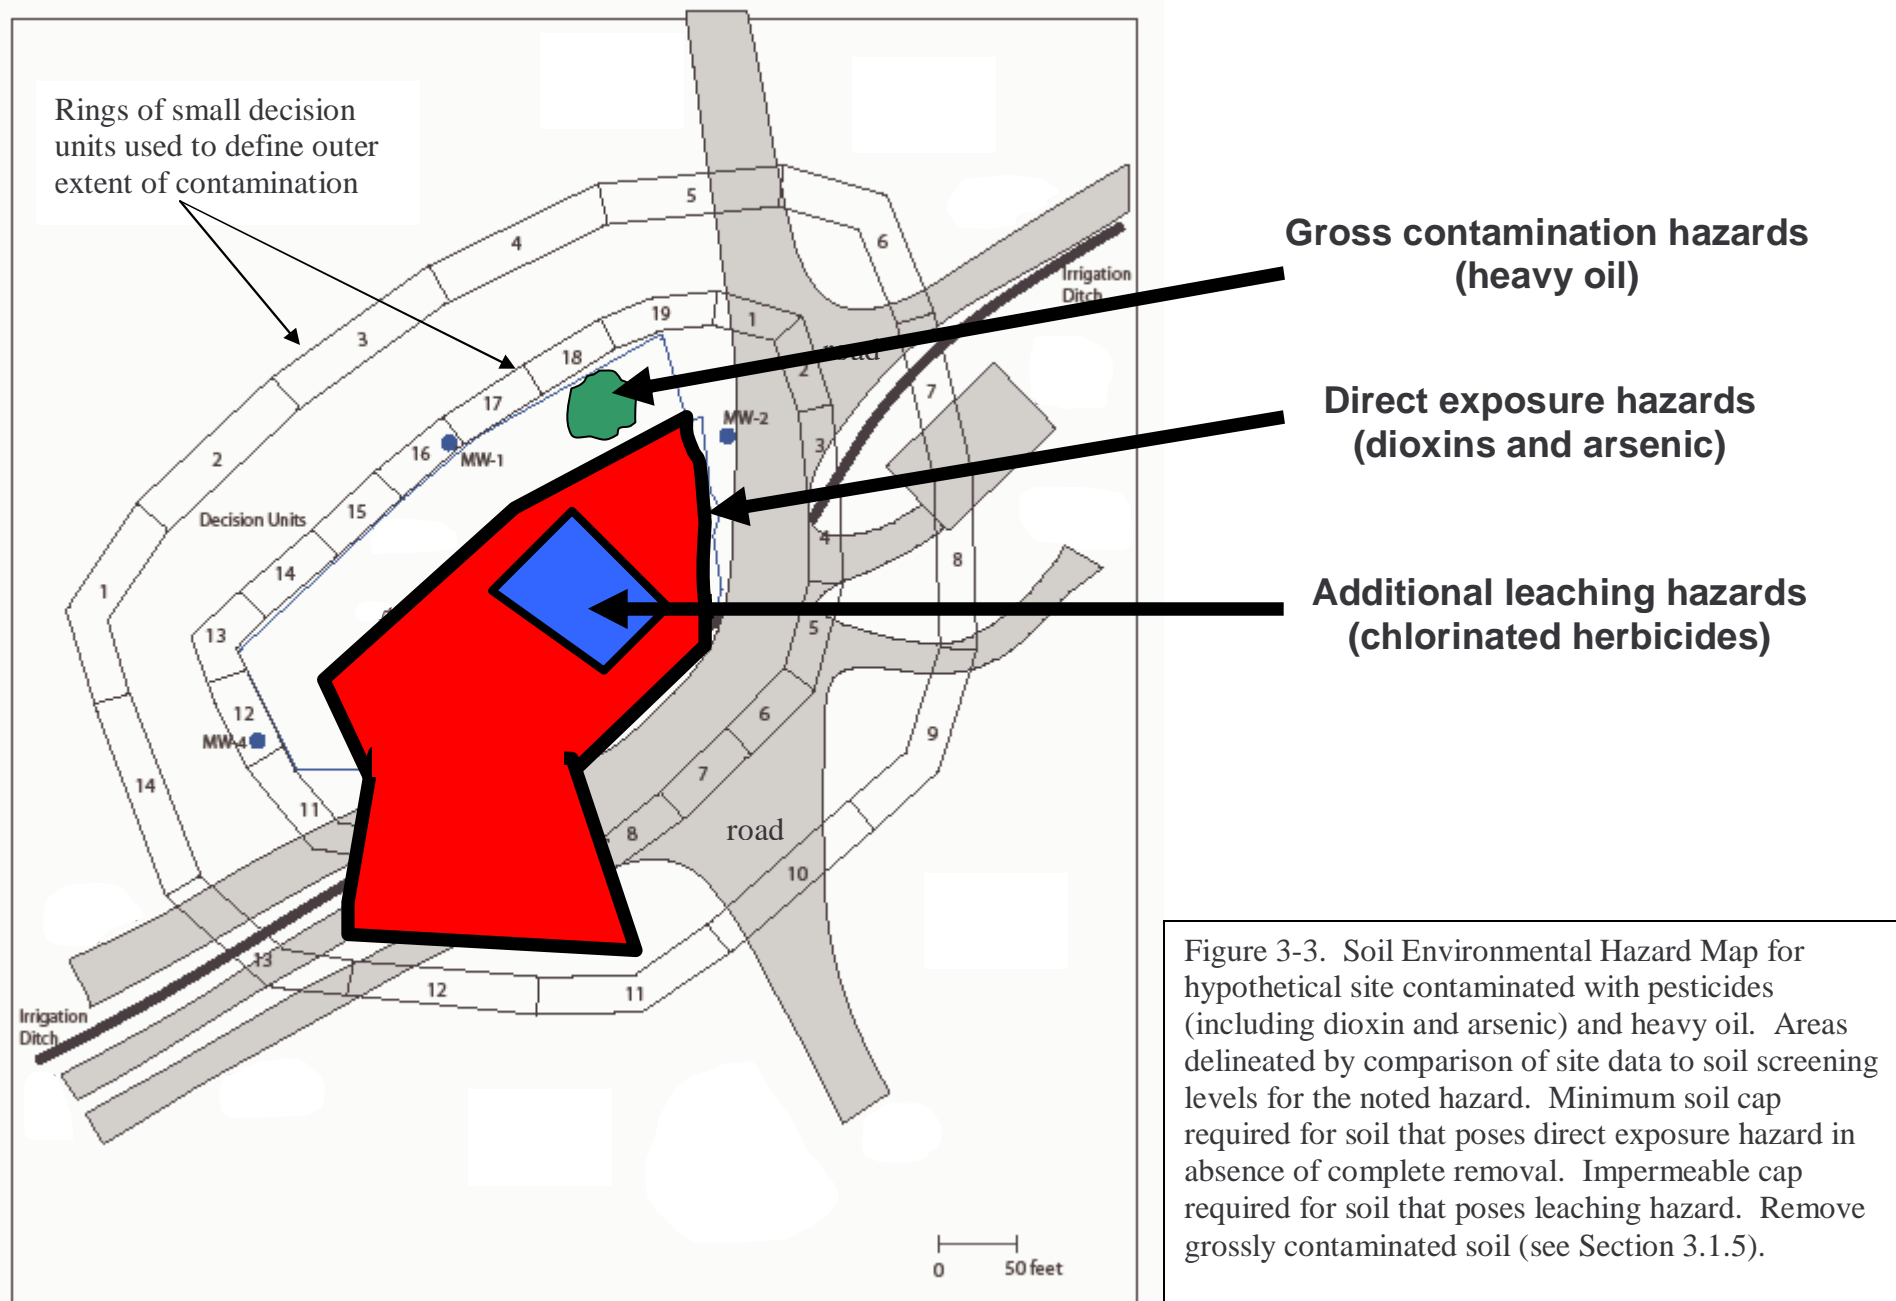 Rings of small decision
units used to define outer
extent of contamination
5
4
6
3
19
1
18
2
17
7
16
3
2
15
4
14
8
1
13
5
12
6
9
7
14
11
8
10
13
12
11
Irrigation
Ditch
MW-2
MW-1
Decision Units
MW-4
road
Irrigation
Ditch
0 50 feet
Gross contamination hazards
(heavy oil)
Direct exposure hazards
(dioxins and arsenic)
Additional leaching hazards
(chlorinated herbicides)
Figure 3-3. Soil Environmental Hazard Map for
hypothetical site contaminated with pesticides
(including dioxin and arsenic) and heavy oil. Areas
delineated by comparison of site data to soil screening
levels for the noted hazard. Minimum soil cap
required for soil that poses direct exposure hazard in
absence of complete removal. Impermeable cap
required for soil that poses leaching hazard. Remove
grossly contaminated soil (see Section 3.1.5).